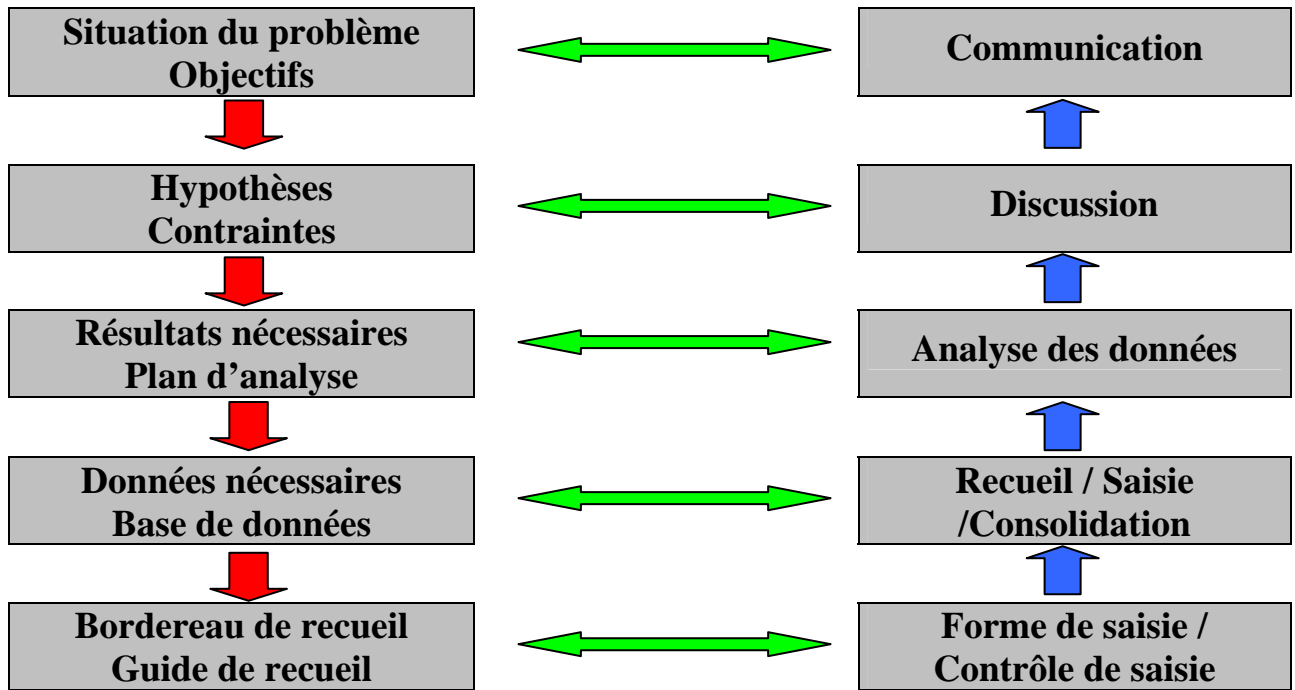 Situation du problème
Objectifs
Communication
Hypothèses
Contraintes
Discussion
Résultats nécessaires
Plan d’analyse
Analyse des données
Données nécessaires
Base de données
Recueil / Saisie
/Consolidation
Bordereau de recueil
Guide de recueil
Forme de saisie /
Contrôle de saisie